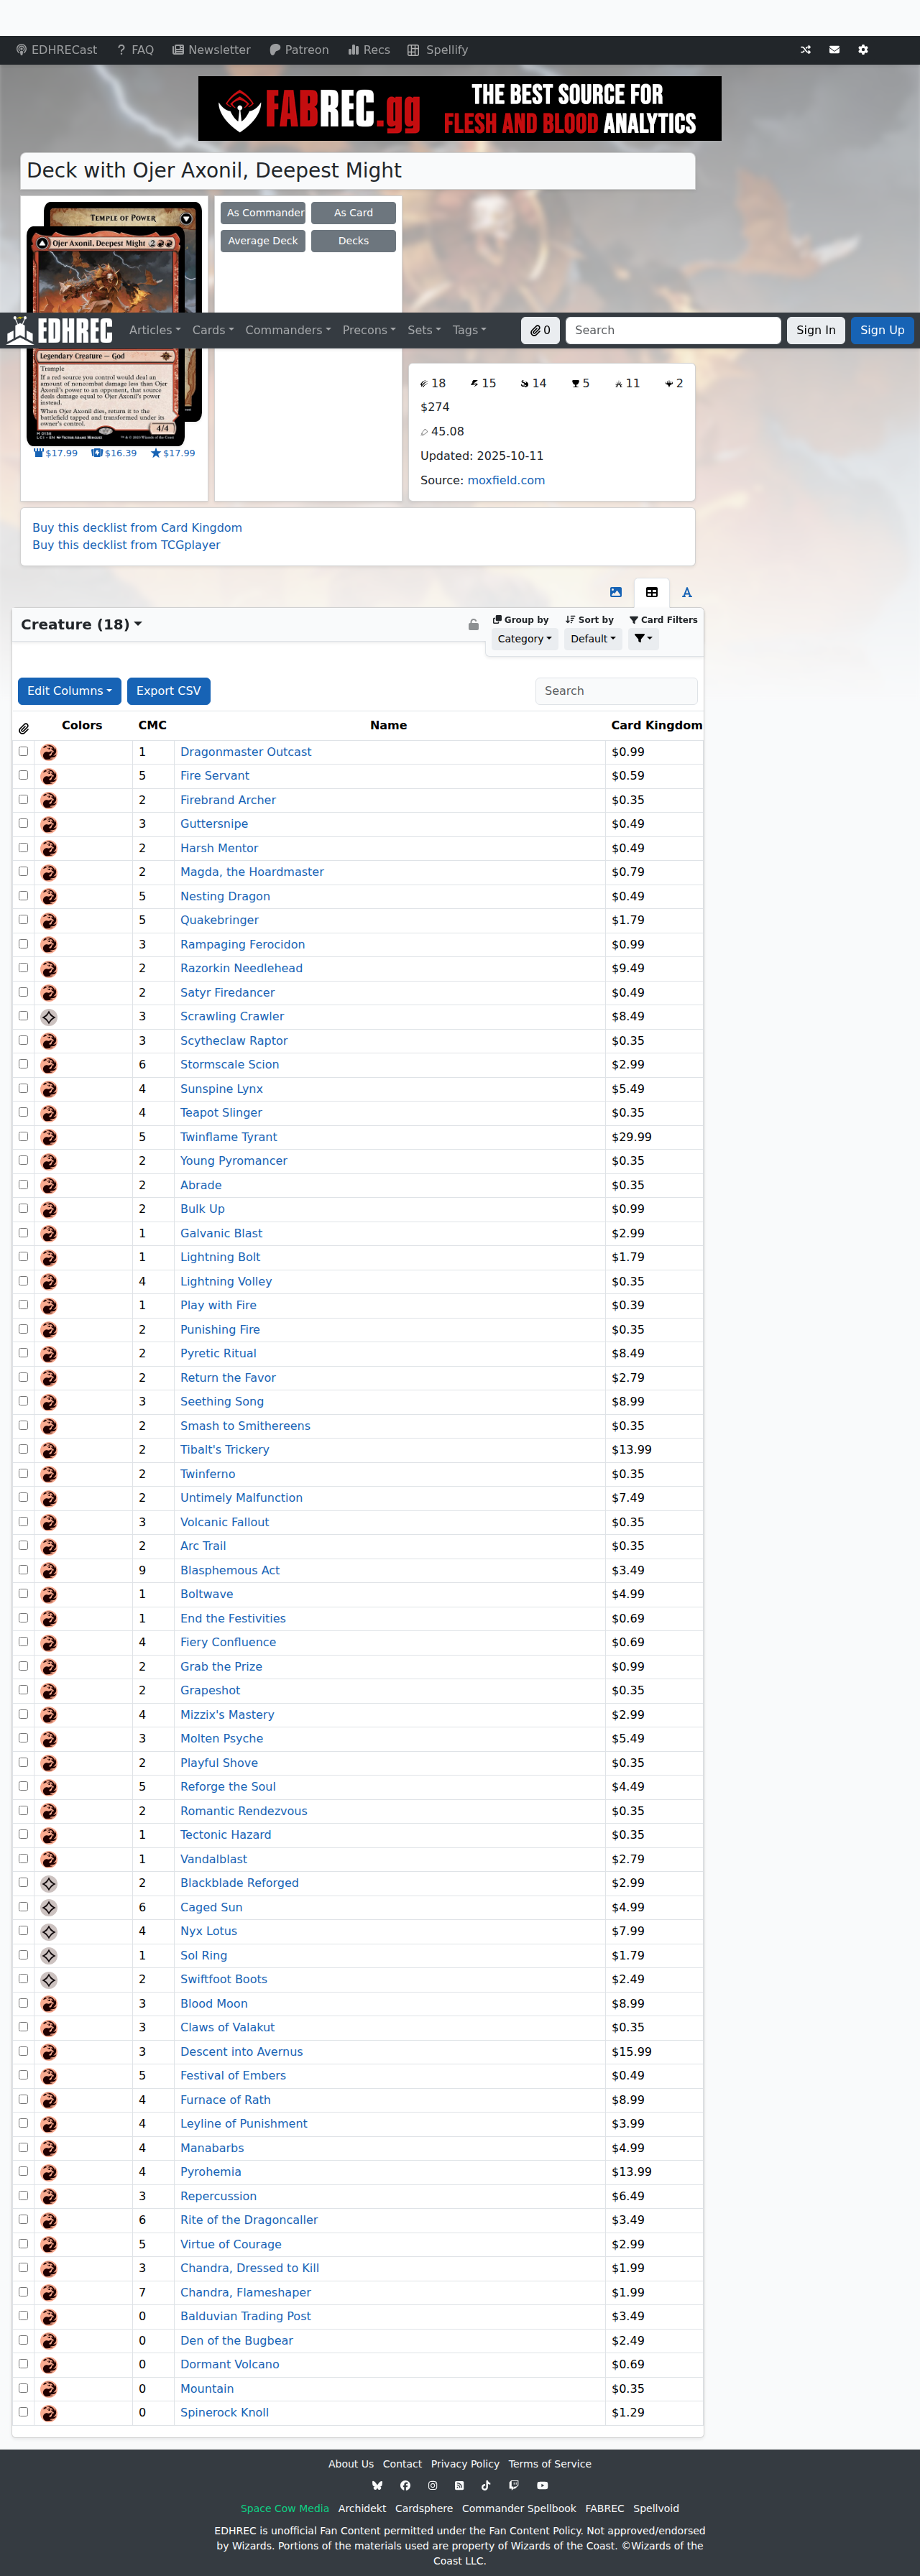 EDHRECast FAQ Newsletter Patreon Recs Spellify
FABREC.gg THE BEST SOURCE FOR
FLESH AND BLOOD ANALYTICS
Deck with Ojer Axonil, Deepest Might
TEMPLE OF POWER
Ojer Axonil, Deepest Might
As Commander As Card
Average Deck Decks
EDHREC Articles Cards Commanders Precons Sets Tags 0 Search Sign In Sign Up
Legendary Creature — God
Trample
If a red source you control would deal an
amount of noncombat damage less than Ojer
Axonil's power to an opponent, that source
deals damage equal to Ojer Axonil's power
instead.
When Ojer Axonil dies, return it to the
battlefield tapped and transformed under its
owner's control.
4/4
$17.99 $16.39 $17.99
18 15 14 5 11 2
$274
45.08
Updated: 2025-10-11
Source: moxfield.com
Buy this decklist from Card Kingdom
Buy this decklist from TCGplayer
Creature (18)
Group by Sort by Card Filters
Category Default
Edit Columns Export CSV Search
Colors CMC Name Card Kingdom
1 Dragonmaster Outcast $0.99
5 Fire Servant $0.59
2 Firebrand Archer $0.35
3 Guttersnipe $0.49
2 Harsh Mentor $0.49
2 Magda, the Hoardmaster $0.79
5 Nesting Dragon $0.49
5 Quakebringer $1.79
3 Rampaging Ferocidon $0.99
2 Razorkin Needlehead $9.49
2 Satyr Firedancer $0.49
3 Scrawling Crawler $8.49
3 Scytheclaw Raptor $0.35
6 Stormscale Scion $2.99
4 Sunspine Lynx $5.49
4 Teapot Slinger $0.35
5 Twinflame Tyrant $29.99
2 Young Pyromancer $0.35
2 Abrade $0.35
2 Bulk Up $0.99
1 Galvanic Blast $2.99
1 Lightning Bolt $1.79
4 Lightning Volley $0.35
1 Play with Fire $0.39
2 Punishing Fire $0.35
2 Pyretic Ritual $8.49
2 Return the Favor $2.79
3 Seething Song $8.99
2 Smash to Smithereens $0.35
2 Tibalt's Trickery $13.99
2 Twinferno $0.35
2 Untimely Malfunction $7.49
3 Volcanic Fallout $0.35
2 Arc Trail $0.35
9 Blasphemous Act $3.49
1 Boltwave $4.99
1 End the Festivities $0.69
4 Fiery Confluence $0.69
2 Grab the Prize $0.99
2 Grapeshot $0.35
4 Mizzix's Mastery $2.99
3 Molten Psyche $5.49
2 Playful Shove $0.35
5 Reforge the Soul $4.49
2 Romantic Rendezvous $0.35
1 Tectonic Hazard $0.35
1 Vandalblast $2.79
2 Blackblade Reforged $2.99
6 Caged Sun $4.99
4 Nyx Lotus $7.99
1 Sol Ring $1.79
2 Swiftfoot Boots $2.49
3 Blood Moon $8.99
3 Claws of Valakut $0.35
3 Descent into Avernus $15.99
5 Festival of Embers $0.49
4 Furnace of Rath $8.99
4 Leyline of Punishment $3.99
4 Manabarbs $4.99
4 Pyrohemia $13.99
3 Repercussion $6.49
6 Rite of the Dragoncaller $3.49
5 Virtue of Courage $2.99
3 Chandra, Dressed to Kill $1.99
7 Chandra, Flameshaper $1.99
0 Balduvian Trading Post $3.49
0 Den of the Bugbear $2.49
0 Dormant Volcano $0.69
0 Mountain $0.35
0 Spinerock Knoll $1.29
About Us Contact Privacy Policy Terms of Service
Space Cow Media Archidekt Cardsphere Commander Spellbook FABREC Spellvoid
EDHREC is unofficial Fan Content permitted under the Fan Content Policy. Not approved/endorsed
by Wizards. Portions of the materials used are property of Wizards of the Coast. ©Wizards of the
Coast LLC.